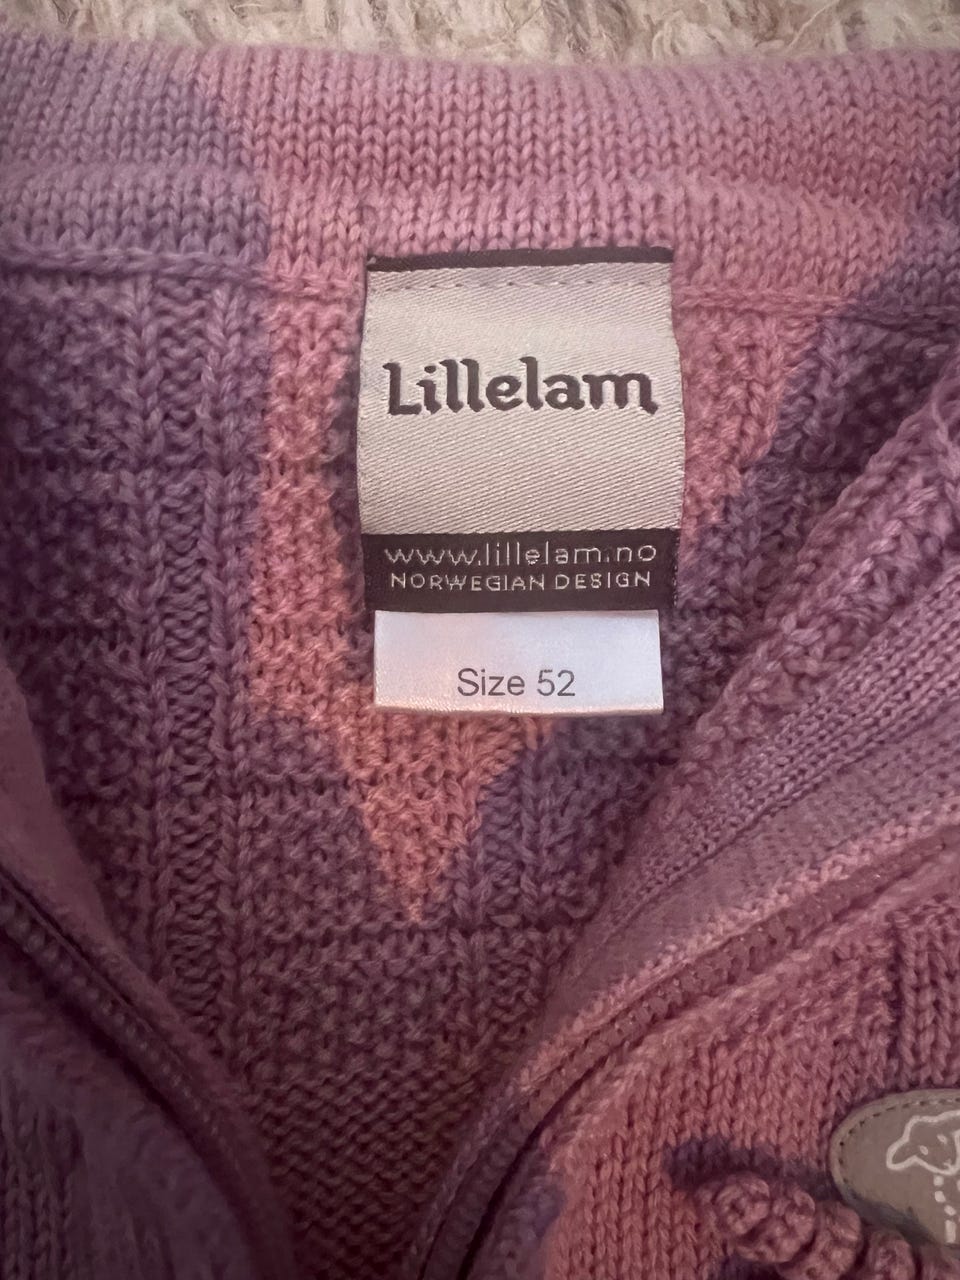 Lillelam
www.lillelam.no
NORWEGIAN DESIGN
Size 52